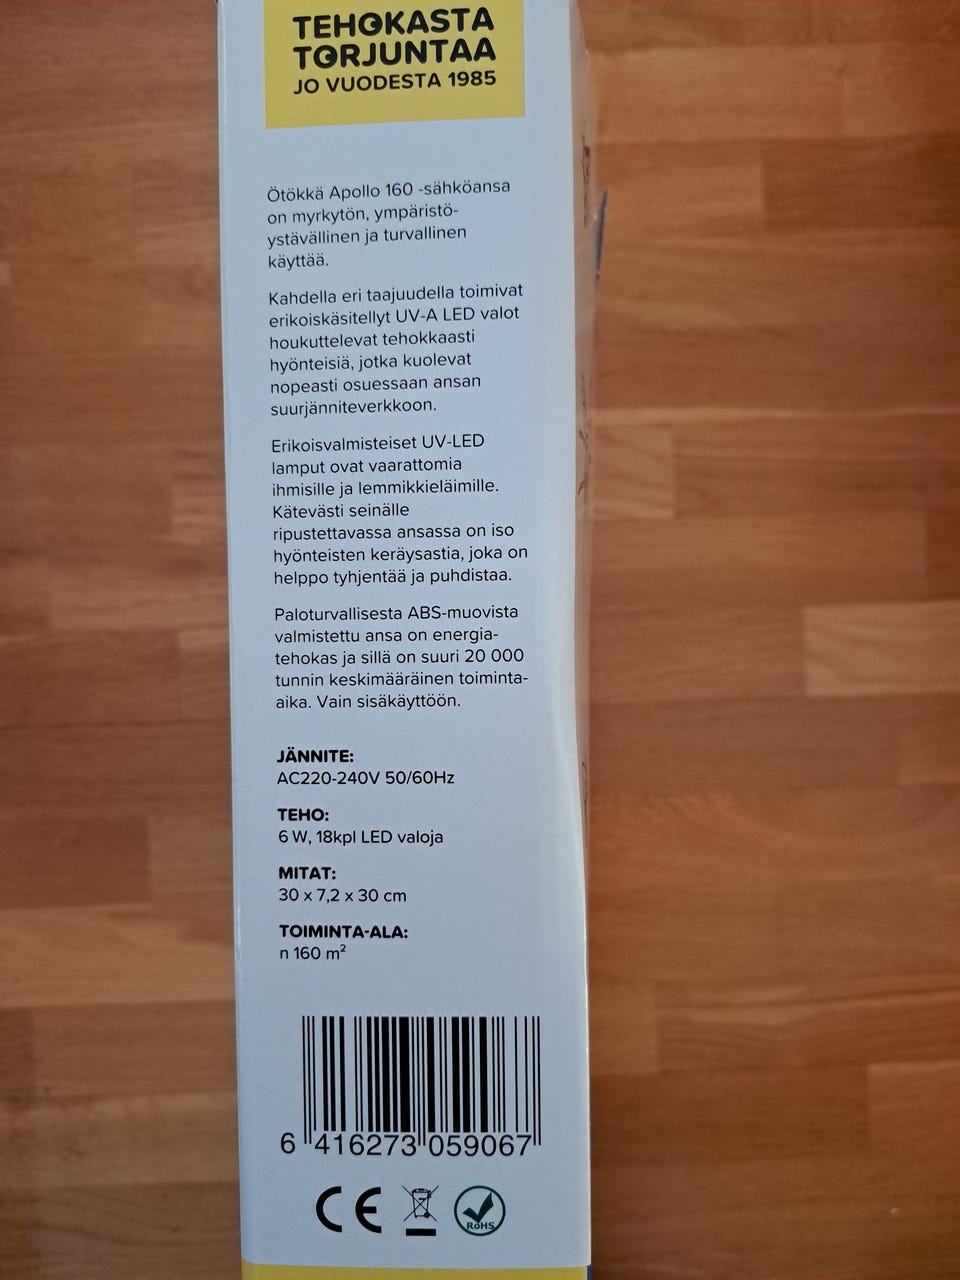 TEHOKASTA
TORJUNTAA
JO VUODESTA 1985
Ötökkä Apollo 160 -sähköansa
on myrkytön, ympäristö-
ystävällinen ja turvallinen
käyttää.
Kahdella eri taajuudella toimivat
erikoiskäsitellyt UV-A LED valot
houkuttelevat tehokkaasti
hyönteisiä, jotka kuolevat
nopeasti osuessaan ansan
suurjänniteverkkoon.
Erikoisvalmisteiset UV-LED
lamput ovat vaarattomia
ihmisille ja lemmikkieläimille.
Kätevästi seinälle
ripustettavassa ansassa on iso
hyönteisten keräysastia, joka on
helppo tyhjentää ja puhdistaa.
Paloturvallisesta ABS-muovista
valmistettu ansa on energia-
tehokas ja sillä on suuri 20 000
tunnin keskimääräinen toiminta-
aika. Vain sisäkäyttöön.
JÄNNITE:
AC220-240V 50/60Hz
TEHO:
6 W, 18kpl LED valoja
MITAT:
30 x 7,2 x 30 cm
TOIMINTA-ALA:
n 160 m²
6 416273 059067
CE RoHS